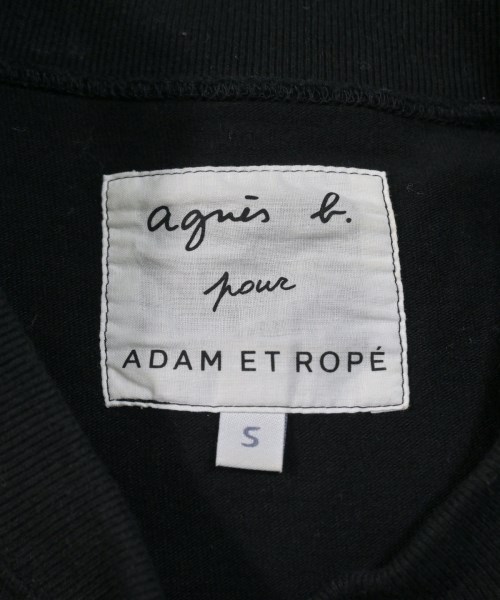 agnès b.
pour
ADAM ET ROPÉ
S